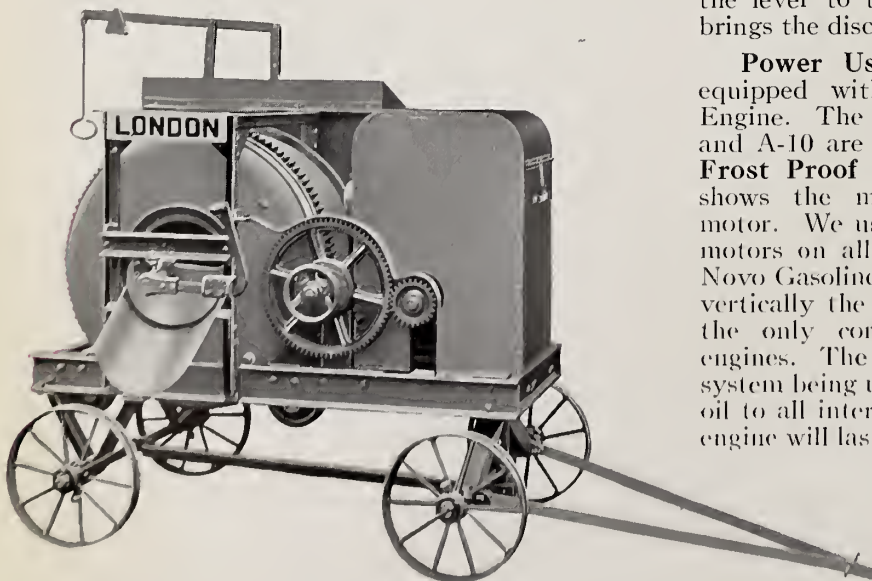 LONDON
the lever to t
brings the disc
Power Us
equipped with
Engine. The
and A-10 are
Frost Proof
shows the m
motor. We us
motors on all
Novo Gasoline
vertically the
the only cor
engines. The
system being u
oil to all inter
engine will las